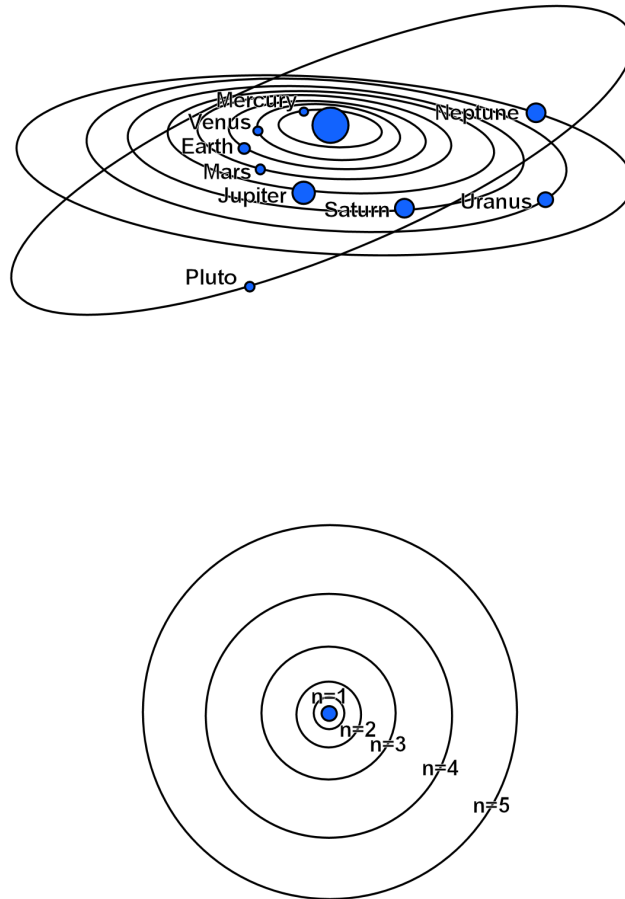 Mercury
Neptune
Venus
Earth
Mars
Jupiter
Saturn
Uranus
Pluto
n=1
n=2
n=3
n=4
n=5